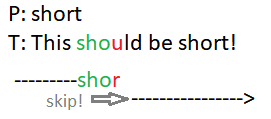 P: short
T: This should be short!
---------shor
skip! ---------------->